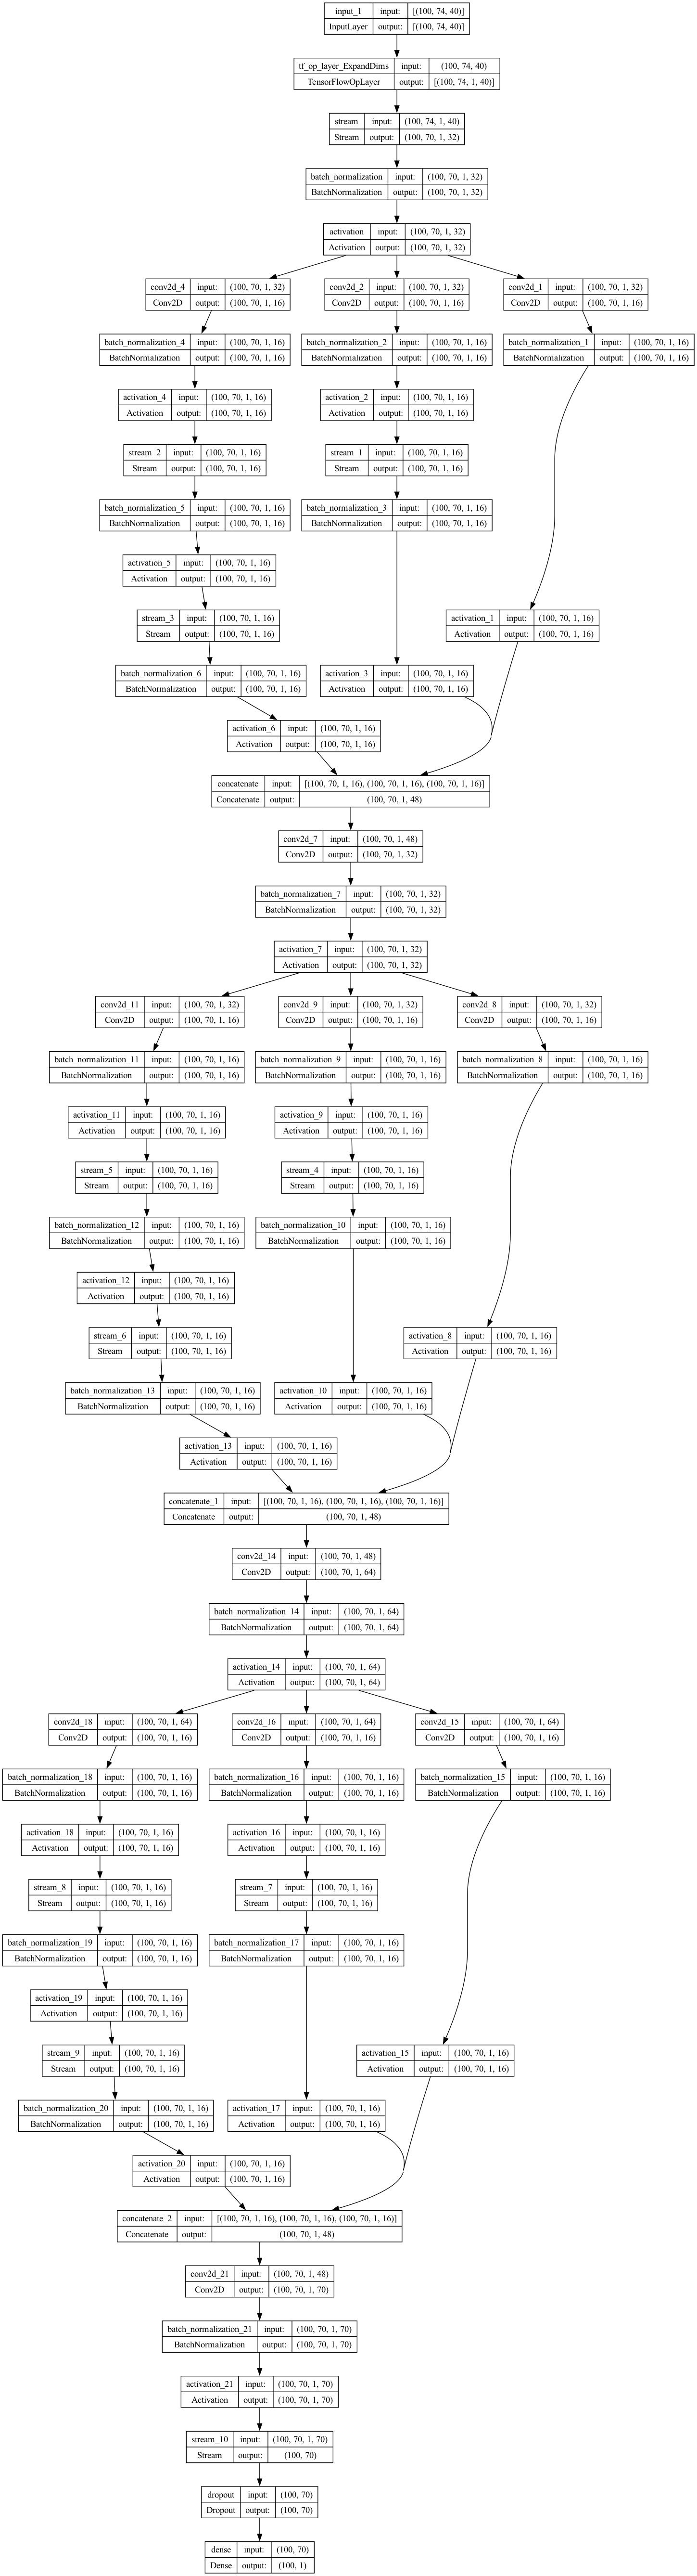 input_1 input: [(100, 74, 40)]
InputLayer output: [(100, 74, 40)]
tf_op_layer_ExpandDims input: (100, 74, 40)
TensorFlowOpLayer output: [(100, 74, 1, 40)]
stream input: (100, 74, 1, 40)
Stream output: (100, 70, 1, 32)
batch_normalization input: (100, 70, 1, 32)
BatchNormalization output: (100, 70, 1, 32)
activation input: (100, 70, 1, 32)
Activation output: (100, 70, 1, 32)
conv2d_4 input: (100, 70, 1, 32) conv2d_2 input: (100, 70, 1, 32) conv2d_1 input: (100, 70, 1, 32)
Conv2D output: (100, 70, 1, 16) Conv2D output: (100, 70, 1, 16) Conv2D output: (100, 70, 1, 16)
batch_normalization_4 input: (100, 70, 1, 16) batch_normalization_2 input: (100, 70, 1, 16) batch_normalization_1 input: (100, 70, 1, 16)
BatchNormalization output: (100, 70, 1, 16) BatchNormalization output: (100, 70, 1, 16) BatchNormalization output: (100, 70, 1, 16)
activation_4 input: (100, 70, 1, 16) activation_2 input: (100, 70, 1, 16)
Activation output: (100, 70, 1, 16) Activation output: (100, 70, 1, 16)
stream_2 input: (100, 70, 1, 16) stream_1 input: (100, 70, 1, 16)
Stream output: (100, 70, 1, 16) Stream output: (100, 70, 1, 16)
batch_normalization_5 input: (100, 70, 1, 16) batch_normalization_3 input: (100, 70, 1, 16)
BatchNormalization output: (100, 70, 1, 16) BatchNormalization output: (100, 70, 1, 16)
activation_5 input: (100, 70, 1, 16)
Activation output: (100, 70, 1, 16)
stream_3 input: (100, 70, 1, 16) activation_1 input: (100, 70, 1, 16)
Stream output: (100, 70, 1, 16) Activation output: (100, 70, 1, 16)
batch_normalization_6 input: (100, 70, 1, 16) activation_3 input: (100, 70, 1, 16)
BatchNormalization output: (100, 70, 1, 16) Activation output: (100, 70, 1, 16)
activation_6 input: (100, 70, 1, 16)
Activation output: (100, 70, 1, 16)
concatenate input: [(100, 70, 1, 16), (100, 70, 1, 16), (100, 70, 1, 16)]
Concatenate output: (100, 70, 1, 48)
conv2d_7 input: (100, 70, 1, 48)
Conv2D output: (100, 70, 1, 32)
batch_normalization_7 input: (100, 70, 1, 32)
BatchNormalization output: (100, 70, 1, 32)
activation_7 input: (100, 70, 1, 32)
Activation output: (100, 70, 1, 32)
conv2d_11 input: (100, 70, 1, 32) conv2d_9 input: (100, 70, 1, 32) conv2d_8 input: (100, 70, 1, 32)
Conv2D output: (100, 70, 1, 16) Conv2D output: (100, 70, 1, 16) Conv2D output: (100, 70, 1, 16)
batch_normalization_11 input: (100, 70, 1, 16) batch_normalization_9 input: (100, 70, 1, 16) batch_normalization_8 input: (100, 70, 1, 16)
BatchNormalization output: (100, 70, 1, 16) BatchNormalization output: (100, 70, 1, 16) BatchNormalization output: (100, 70, 1, 16)
activation_11 input: (100, 70, 1, 16) activation_9 input: (100, 70, 1, 16)
Activation output: (100, 70, 1, 16) Activation output: (100, 70, 1, 16)
stream_5 input: (100, 70, 1, 16) stream_4 input: (100, 70, 1, 16)
Stream output: (100, 70, 1, 16) Stream output: (100, 70, 1, 16)
batch_normalization_12 input: (100, 70, 1, 16) batch_normalization_10 input: (100, 70, 1, 16)
BatchNormalization output: (100, 70, 1, 16) BatchNormalization output: (100, 70, 1, 16)
activation_12 input: (100, 70, 1, 16)
Activation output: (100, 70, 1, 16)
stream_6 input: (100, 70, 1, 16) activation_8 input: (100, 70, 1, 16)
Stream output: (100, 70, 1, 16) Activation output: (100, 70, 1, 16)
batch_normalization_13 input: (100, 70, 1, 16) activation_10 input: (100, 70, 1, 16)
BatchNormalization output: (100, 70, 1, 16) Activation output: (100, 70, 1, 16)
activation_13 input: (100, 70, 1, 16)
Activation output: (100, 70, 1, 16)
concatenate_1 input: [(100, 70, 1, 16), (100, 70, 1, 16), (100, 70, 1, 16)]
Concatenate output: (100, 70, 1, 48)
conv2d_14 input: (100, 70, 1, 48)
Conv2D output: (100, 70, 1, 64)
batch_normalization_14 input: (100, 70, 1, 64)
BatchNormalization output: (100, 70, 1, 64)
activation_14 input: (100, 70, 1, 64)
Activation output: (100, 70, 1, 64)
conv2d_18 input: (100, 70, 1, 64) conv2d_16 input: (100, 70, 1, 64) conv2d_15 input: (100, 70, 1, 64)
Conv2D output: (100, 70, 1, 16) Conv2D output: (100, 70, 1, 16) Conv2D output: (100, 70, 1, 16)
batch_normalization_18 input: (100, 70, 1, 16) batch_normalization_16 input: (100, 70, 1, 16) batch_normalization_15 input: (100, 70, 1, 16)
BatchNormalization output: (100, 70, 1, 16) BatchNormalization output: (100, 70, 1, 16) BatchNormalization output: (100, 70, 1, 16)
activation_18 input: (100, 70, 1, 16) activation_16 input: (100, 70, 1, 16)
Activation output: (100, 70, 1, 16) Activation output: (100, 70, 1, 16)
stream_8 input: (100, 70, 1, 16) stream_7 input: (100, 70, 1, 16)
Stream output: (100, 70, 1, 16) Stream output: (100, 70, 1, 16)
batch_normalization_19 input: (100, 70, 1, 16) batch_normalization_17 input: (100, 70, 1, 16)
BatchNormalization output: (100, 70, 1, 16) BatchNormalization output: (100, 70, 1, 16)
activation_19 input: (100, 70, 1, 16)
Activation output: (100, 70, 1, 16)
stream_9 input: (100, 70, 1, 16) activation_15 input: (100, 70, 1, 16)
Stream output: (100, 70, 1, 16) Activation output: (100, 70, 1, 16)
batch_normalization_20 input: (100, 70, 1, 16) activation_17 input: (100, 70, 1, 16)
BatchNormalization output: (100, 70, 1, 16) Activation output: (100, 70, 1, 16)
activation_20 input: (100, 70, 1, 16)
Activation output: (100, 70, 1, 16)
concatenate_2 input: [(100, 70, 1, 16), (100, 70, 1, 16), (100, 70, 1, 16)]
Concatenate output: (100, 70, 1, 48)
conv2d_21 input: (100, 70, 1, 48)
Conv2D output: (100, 70, 1, 70)
batch_normalization_21 input: (100, 70, 1, 70)
BatchNormalization output: (100, 70, 1, 70)
activation_21 input: (100, 70, 1, 70)
Activation output: (100, 70, 1, 70)
stream_10 input: (100, 70, 1, 70)
Stream output: (100, 70)
dropout input: (100, 70)
Dropout output: (100, 70)
dense input: (100, 70)
Dense output: (100, 1)